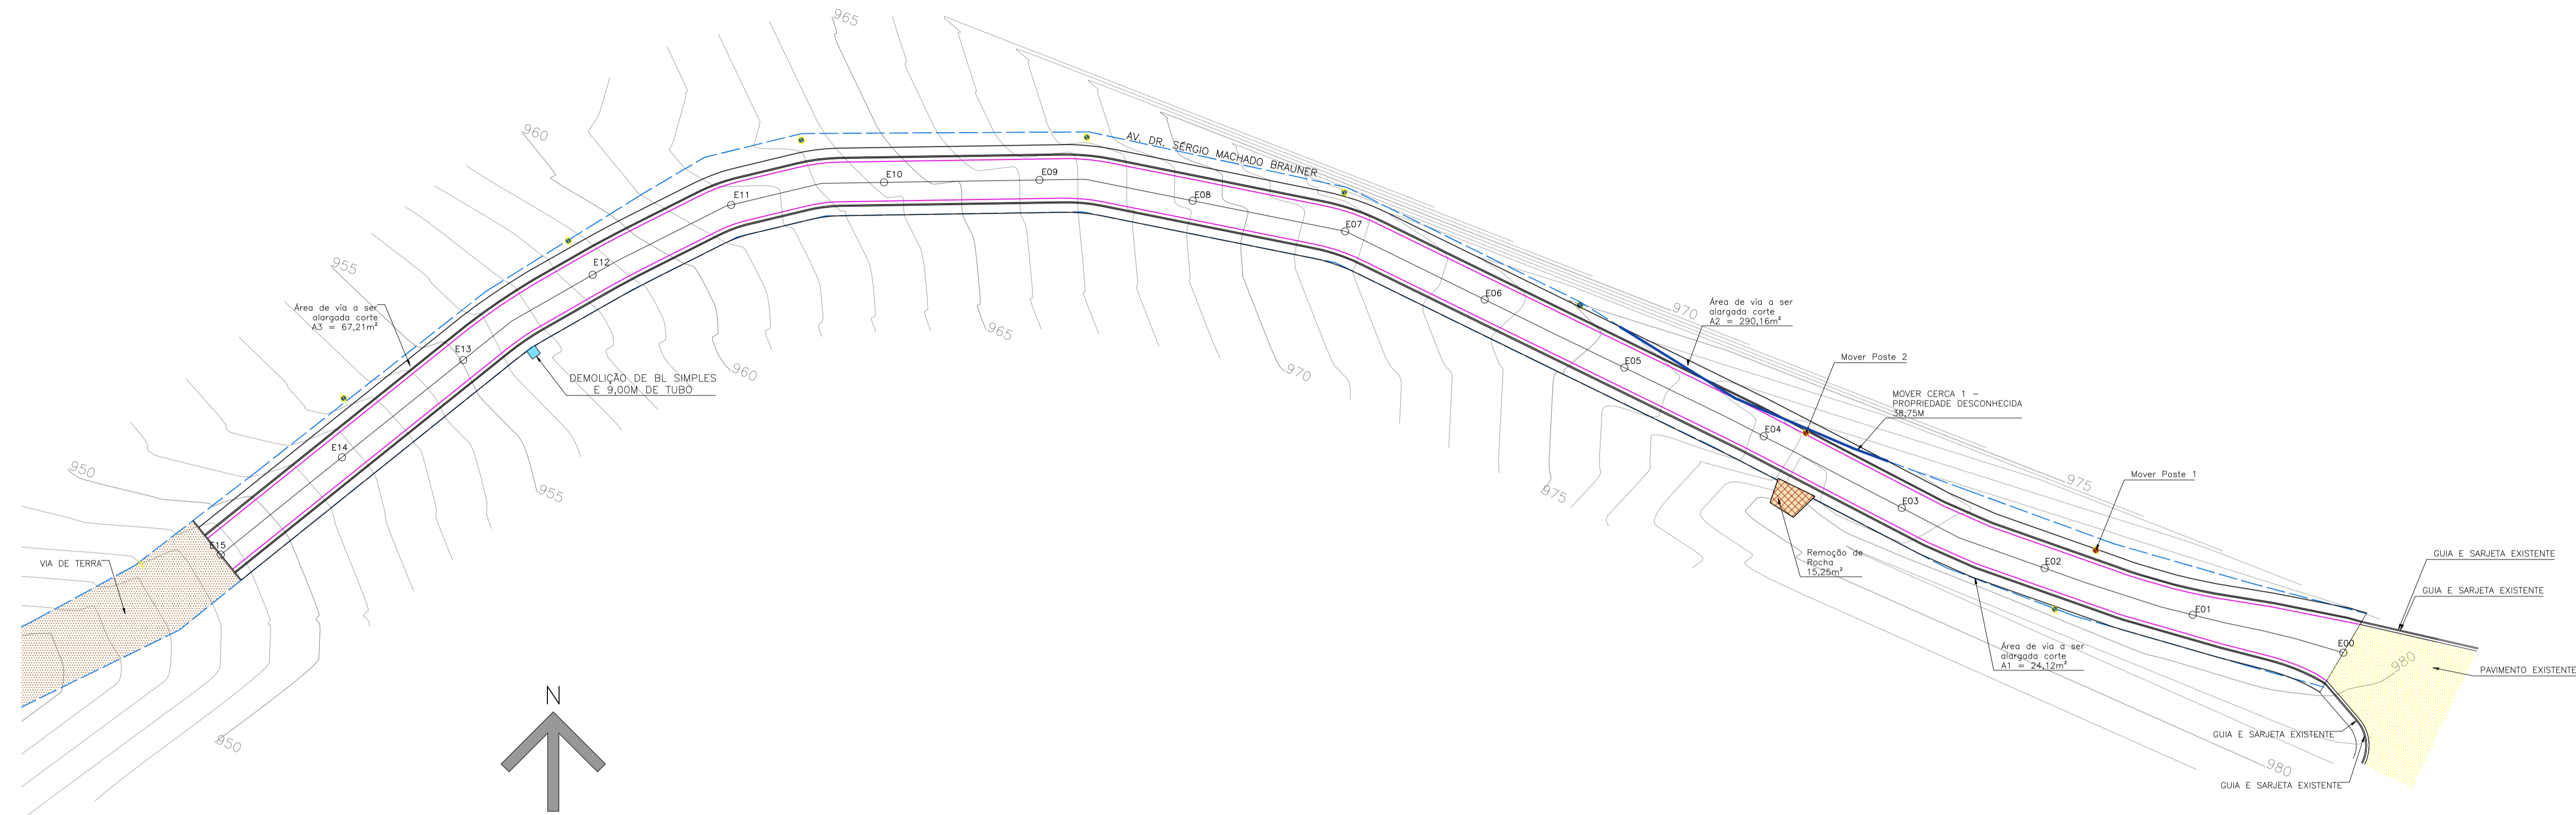 965
960
AV. DR. SÉRGIO MACHADO BRAUNER
E11
E10
E09
E08
E07
E12
955
Área de via a ser
alargada corte
A3 = 67,21m²
E13
965
960
DEMOLIÇÃO DE BL SIMPLES
E 9,00M DE TUBO
970
E06
E05
970
Área de via a ser
alargada corte
A2 = 290,16m²
Mover Poste 2
MOVER CERCA 1 -
PROPRIEDADE DESCONHECIDA
38,75M
E04
E14
950
955
975
975
Mover Poste 1
E03
E15
VIA DE TERRA
Remoção de
Rocha
15,25m²
E02
GUIA E SARJETA EXISTENTE
GUIA E SARJETA EXISTENTE
E01
Área de via a ser
alargada corte
A1 = 24,12m²
E00
980
PAVIMENTO EXISTENTE
N
950
GUIA E SARJETA EXISTENTE
980
GUIA E SARJETA EXISTENTE